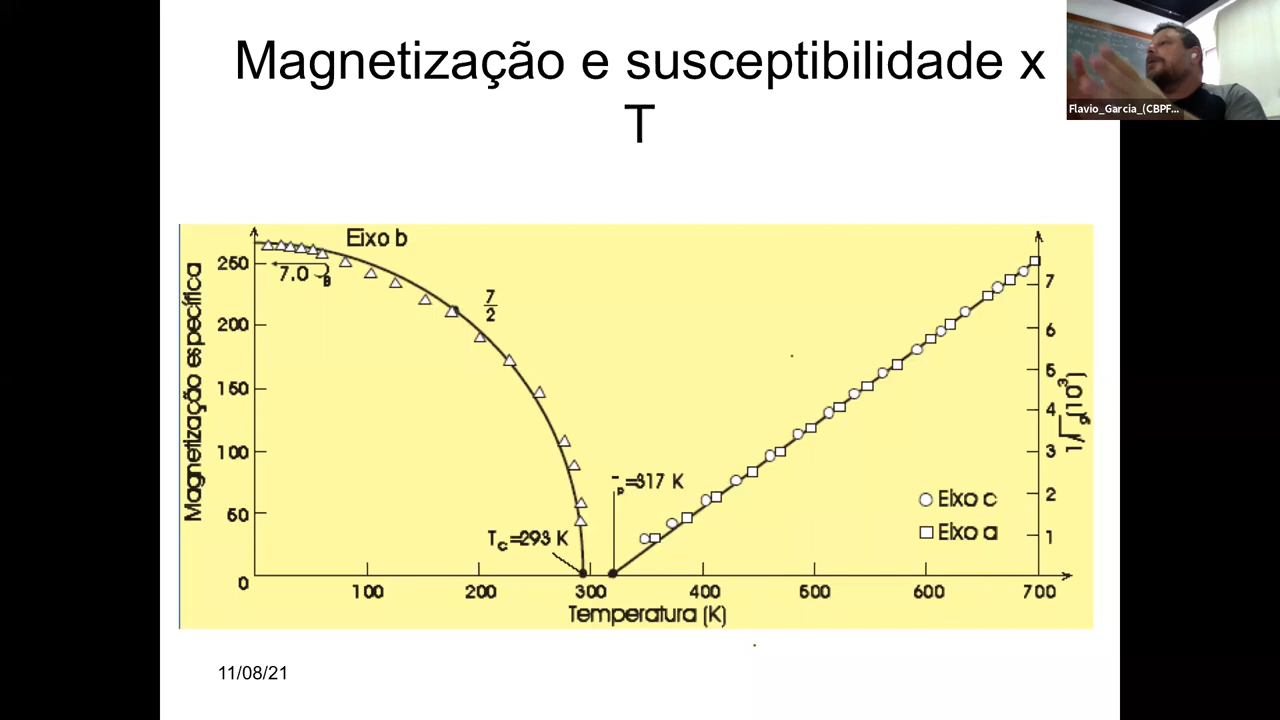 Magnetização e susceptibilidade x
T
Flavio_Garcia_(CBPF...
Eixo b
Magnetização específica
250
200
150
100
50
0
7.0
7
2
Tc=293 K
p=317 K
100
200
300
400
500
600
700
Temperatura (K)
7
6
5
4
3
2
1
(10³)
Eixo c
Eixo a
11/08/21